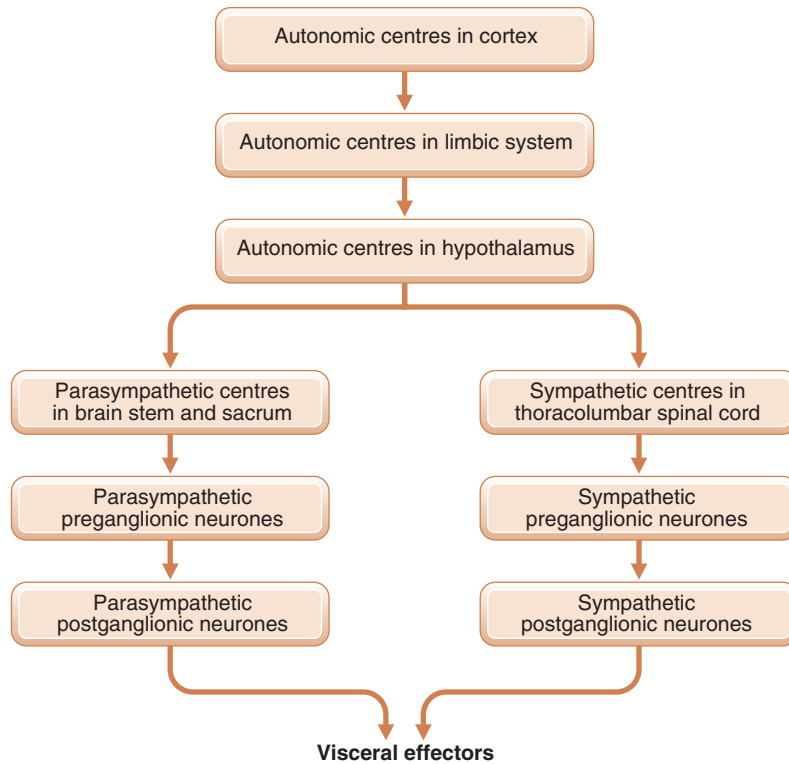 Autonomic centres in cortex
Autonomic centres in limbic system
Autonomic centres in hypothalamus
Parasympathetic centres
in brain stem and sacrum
Sympathetic centres in
thoracolumbar spinal cord
Parasympathetic
preganglionic neurones
Sympathetic
preganglionic neurones
Parasympathetic
postganglionic neurones
Sympathetic
postganglionic neurones
Visceral effectors